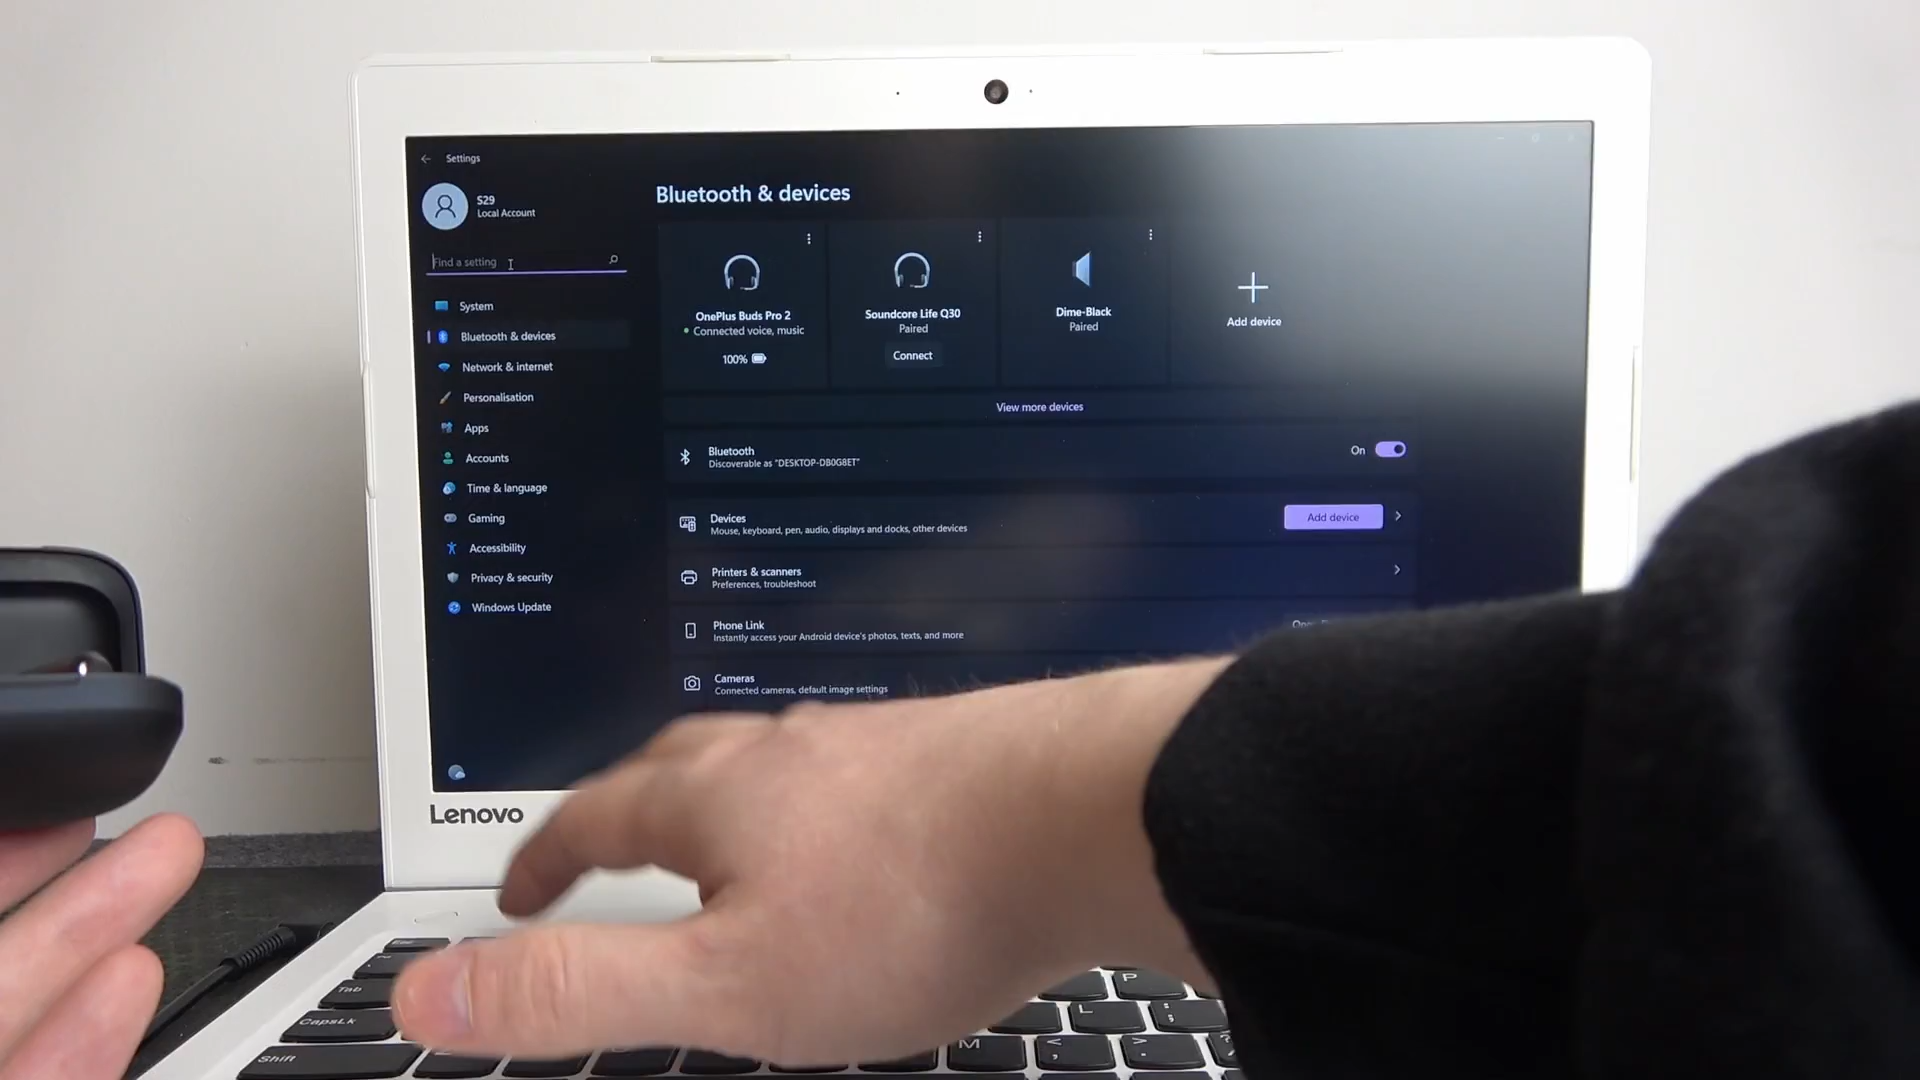 Settings
S29
Local Account
Find a setting
System
Bluetooth & devices
Network & internet
Personalisation
Apps
Accounts
Time & language
Gaming
Accessibility
Privacy & security
Windows Update
Bluetooth & devices
OnePlus Buds Pro 2
Connected voice, music
100%
Soundcore Life Q30
Paired
Connect
Dime-Black
Paired
Add device
View more devices
Bluetooth
Discoverable as "DESKTOP-DB0G8ET"
On
Devices
Mouse, keyboard, pen, audio, displays and docks, other devices
Add device
Printers & scanners
Preferences, troubleshoot
Phone Link
Instantly access your Android device's photos, texts, and more
Cameras
Connected cameras, default image settings
Lenovo
Esc
Tab
P
CapsLk
L
:
;
Shift
M
<
,
>
.